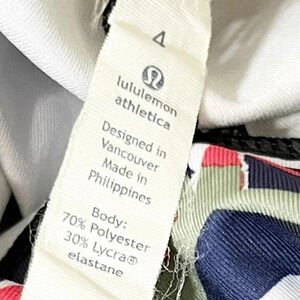 4
lululemon
athletica
Designed in
Vancouver
Made in
Philippines
Body:
70% Polyester
30% Lycra®
elastane